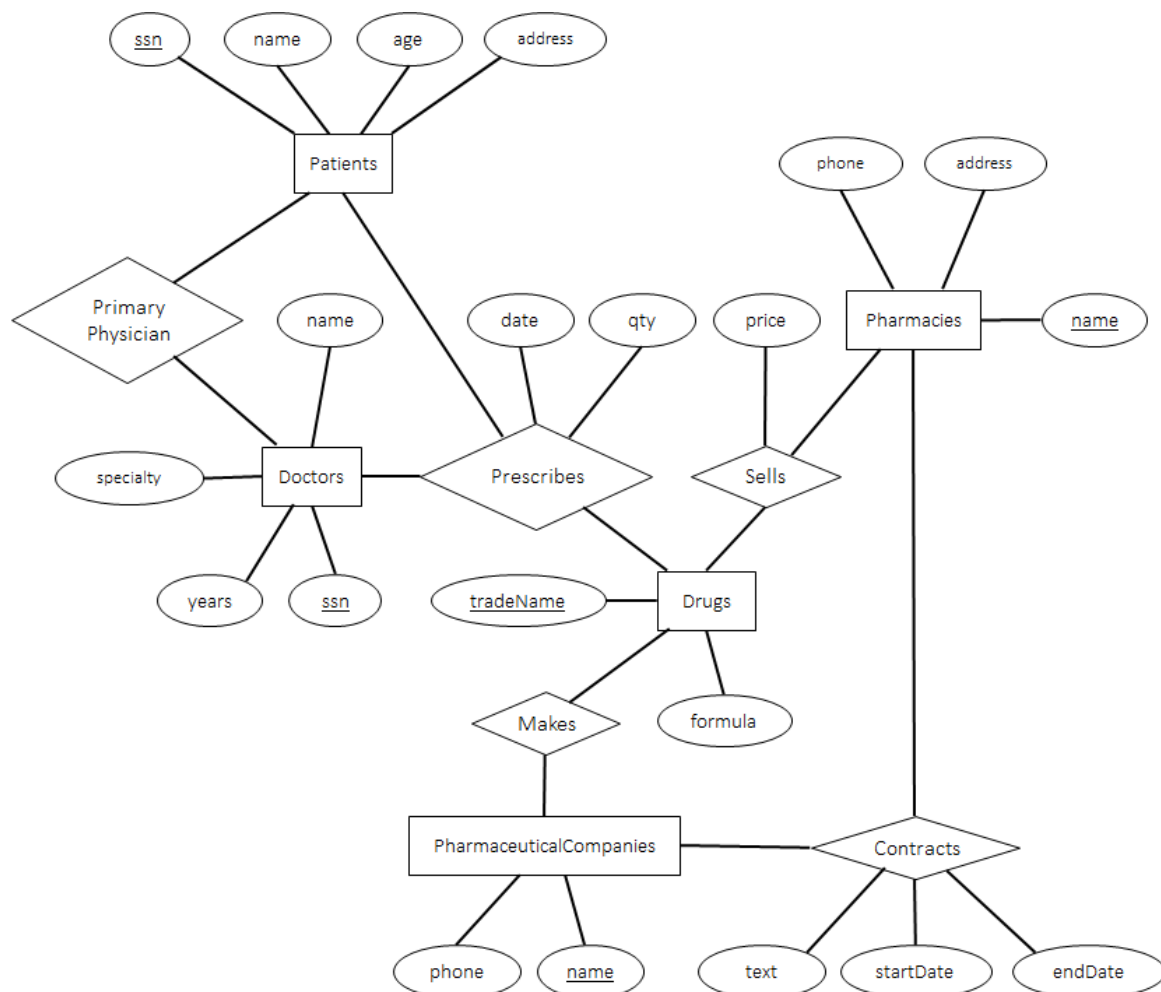 ssn
name
age
address
Patients
phone
address
Primary
Physician
name
date
qty
price
Pharmacies
name
specialty
Doctors
Prescribes
Sells
years
ssn
tradeName
Drugs
Makes
formula
PharmaceuticalCompanies
Contracts
phone
name
text
startDate
endDate